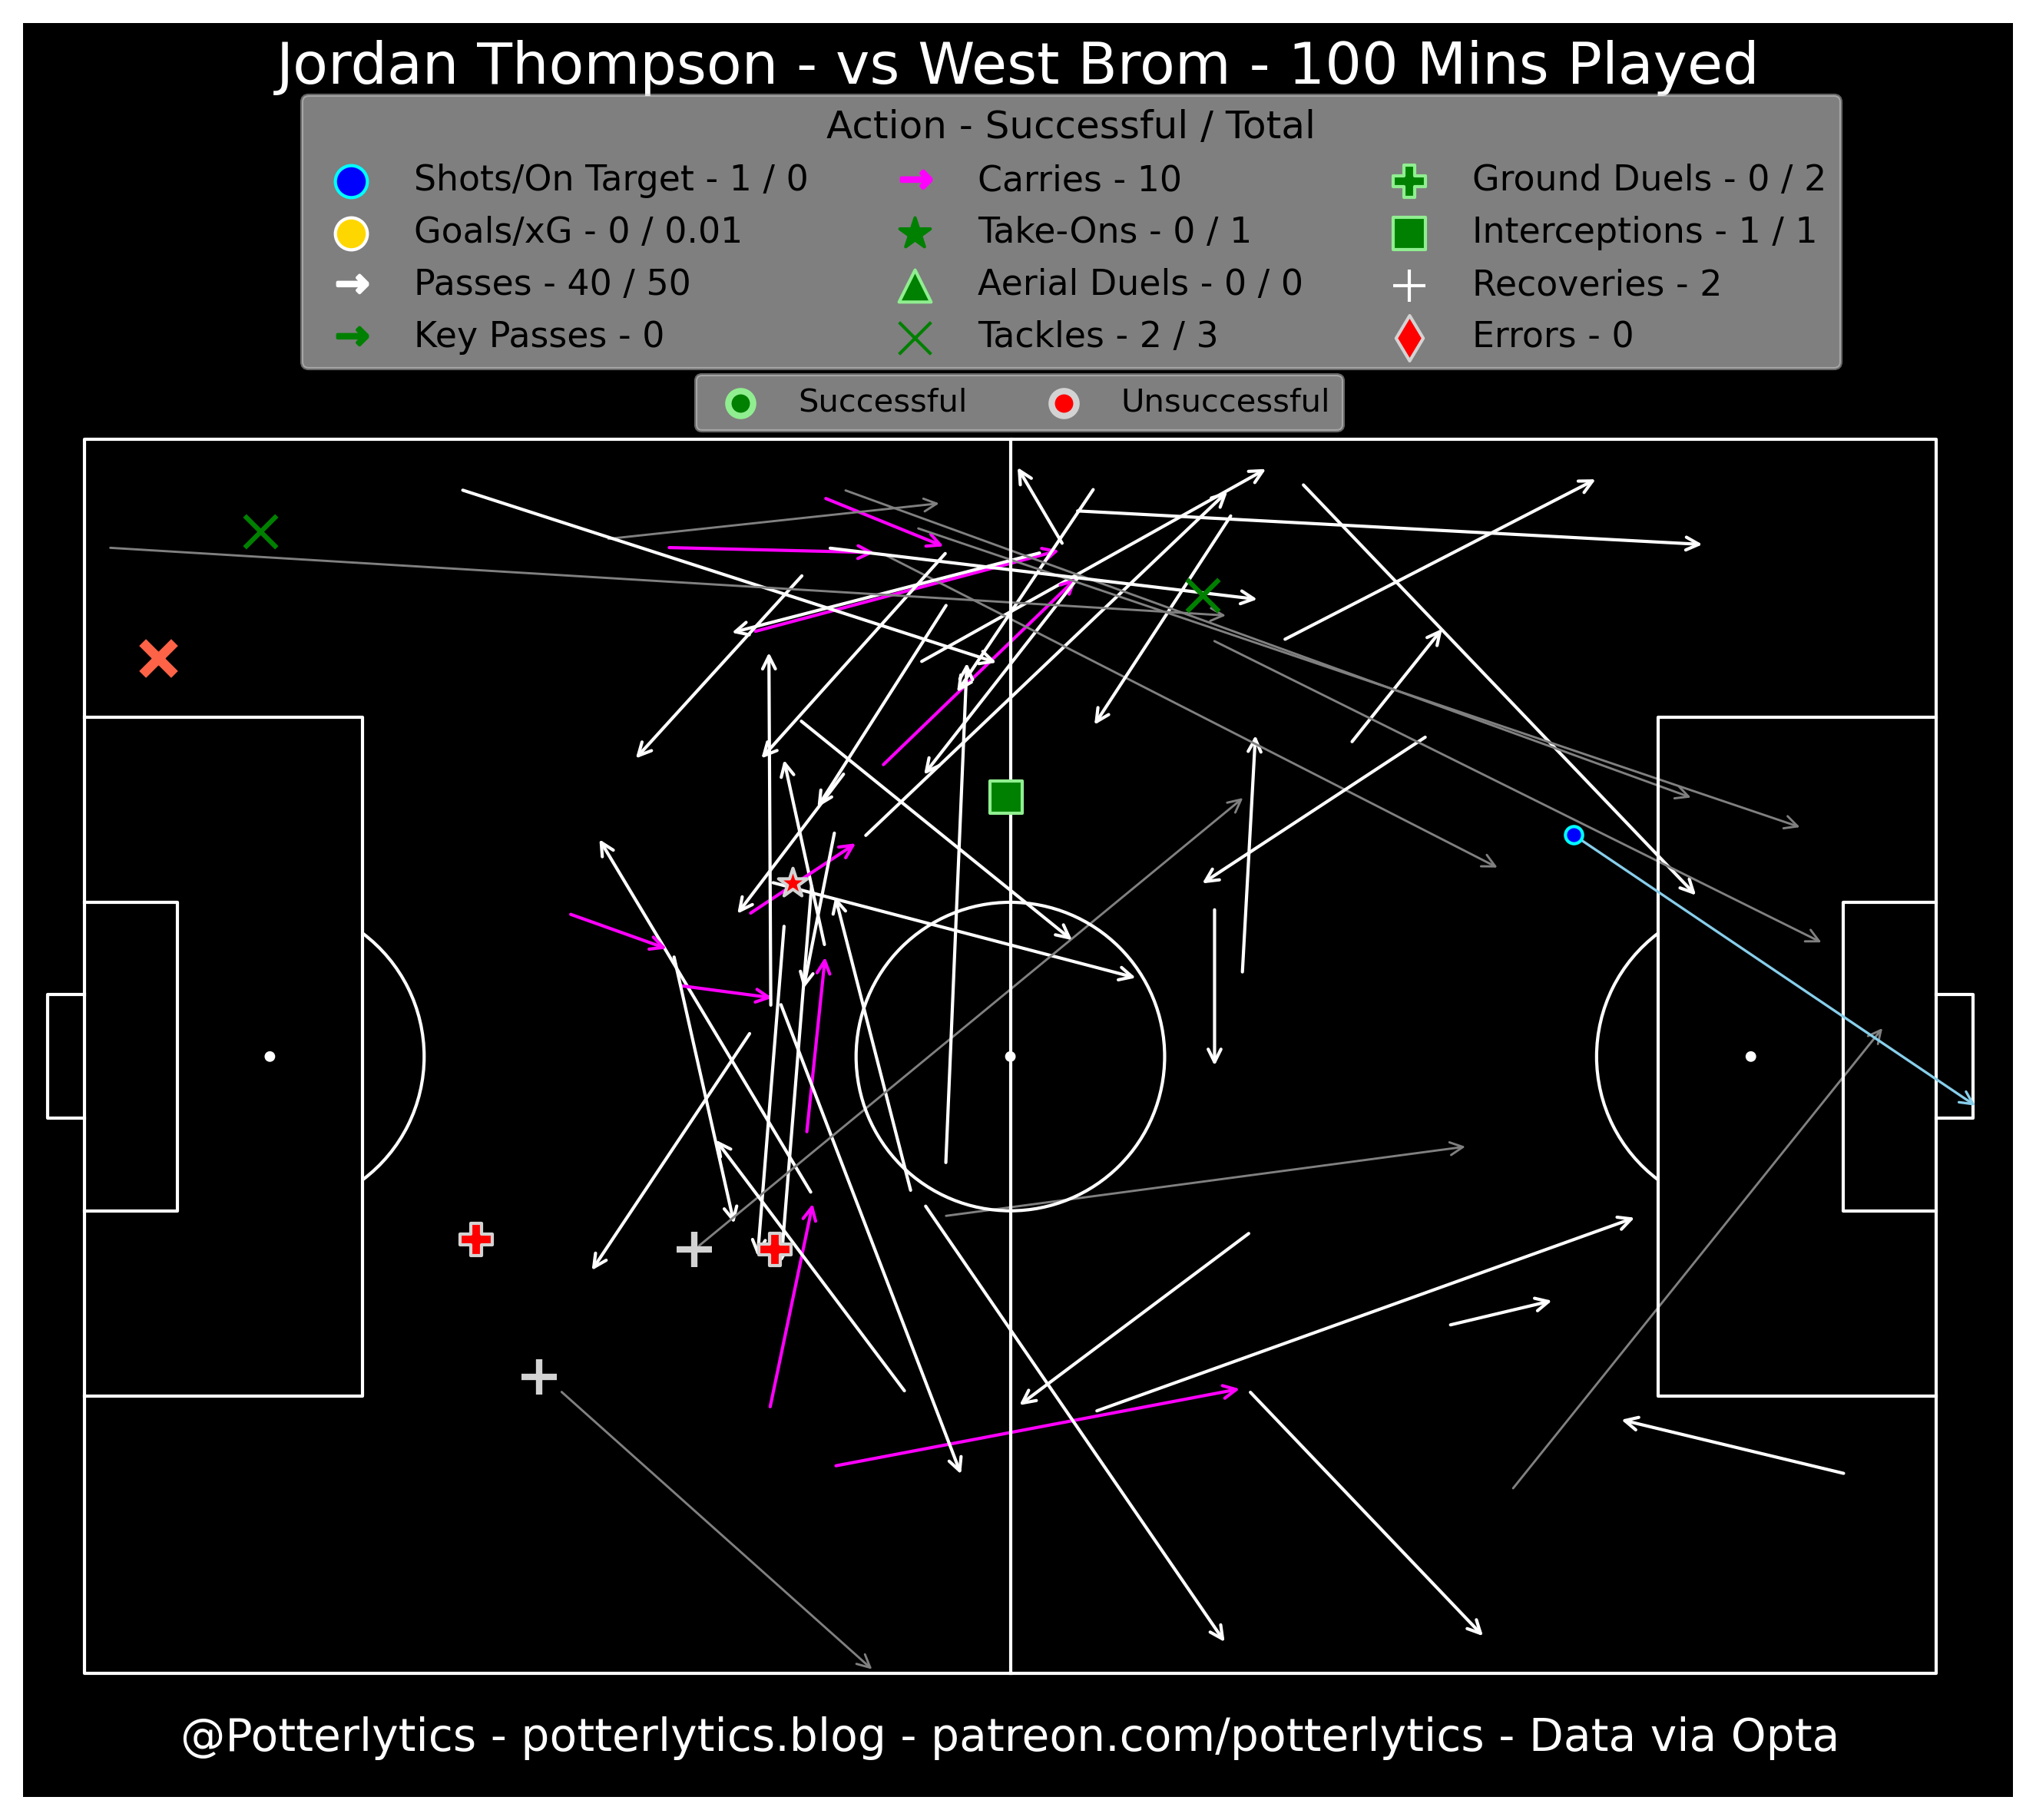 Jordan Thompson - vs West Brom - 100 Mins Played
Action - Successful / Total
Shots/On Target - 1 / 0
Goals/xG - 0 / 0.01
Passes - 40 / 50
Key Passes - 0
Carries - 10
Take-Ons - 0 / 1
Aerial Duels - 0 / 0
Tackles - 2 / 3
Ground Duels - 0 / 2
Interceptions - 1 / 1
Recoveries - 2
Errors - 0
Successful
Unsuccessful
@Potterlytics - potterlytics.blog - patreon.com/potterlytics - Data via Opta